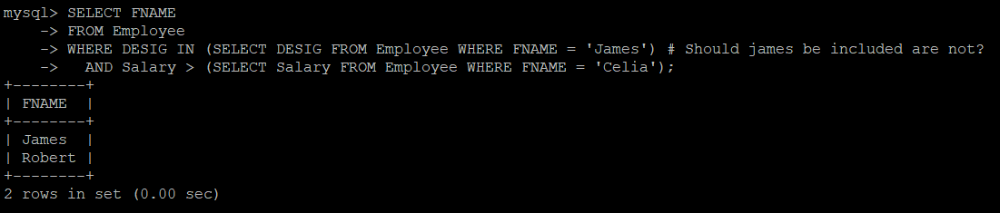 mysql> SELECT FNAME
    -> FROM Employee
    -> WHERE DESIG IN (SELECT DESIG FROM Employee WHERE FNAME = 'James') # Should james be included are not?
    ->   AND Salary > (SELECT Salary FROM Employee WHERE FNAME = 'Celia');
+--------+
| FNAME  |
+--------+
| James  |
| Robert |
+--------+
2 rows in set (0.00 sec)